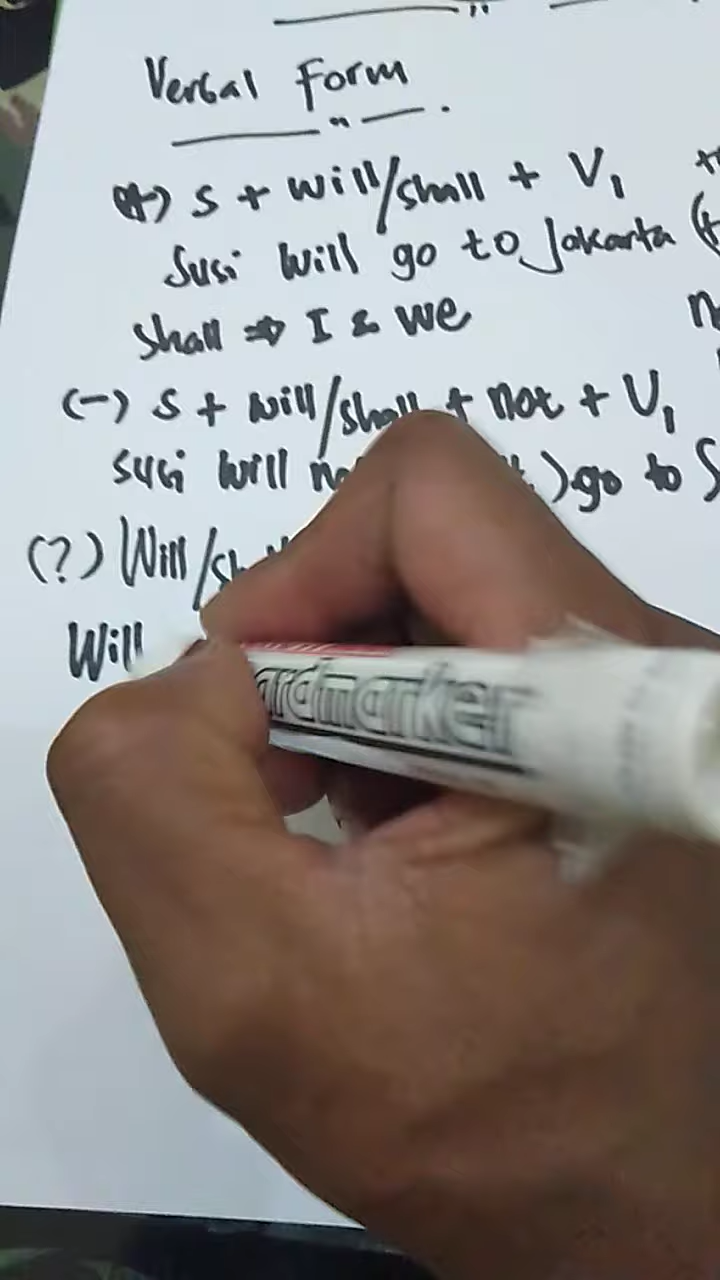 Verbal Form
(+) S + will/shall + V1
Susi will go to Jakarta (
Shall ⇒ I & we
(-) S + will/shall + not + V1
Susi will )go to S
(?) Will/
Will
ardmarker